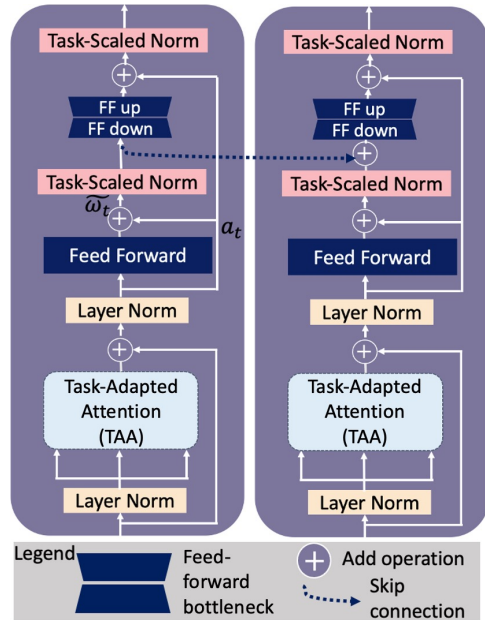 Task-Scaled Norm
+
FF up
FF down
Task-Scaled Norm
ω̃t
+
at
Feed Forward
Layer Norm
+
Task-Adapted
Attention
(TAA)
Layer Norm
Task-Scaled Norm
+
FF up
FF down
+
Task-Scaled Norm
+
Feed Forward
Layer Norm
+
Task-Adapted
Attention
(TAA)
Layer Norm
Legend
Feed-
forward
bottleneck
+
Add operation
Skip
connection